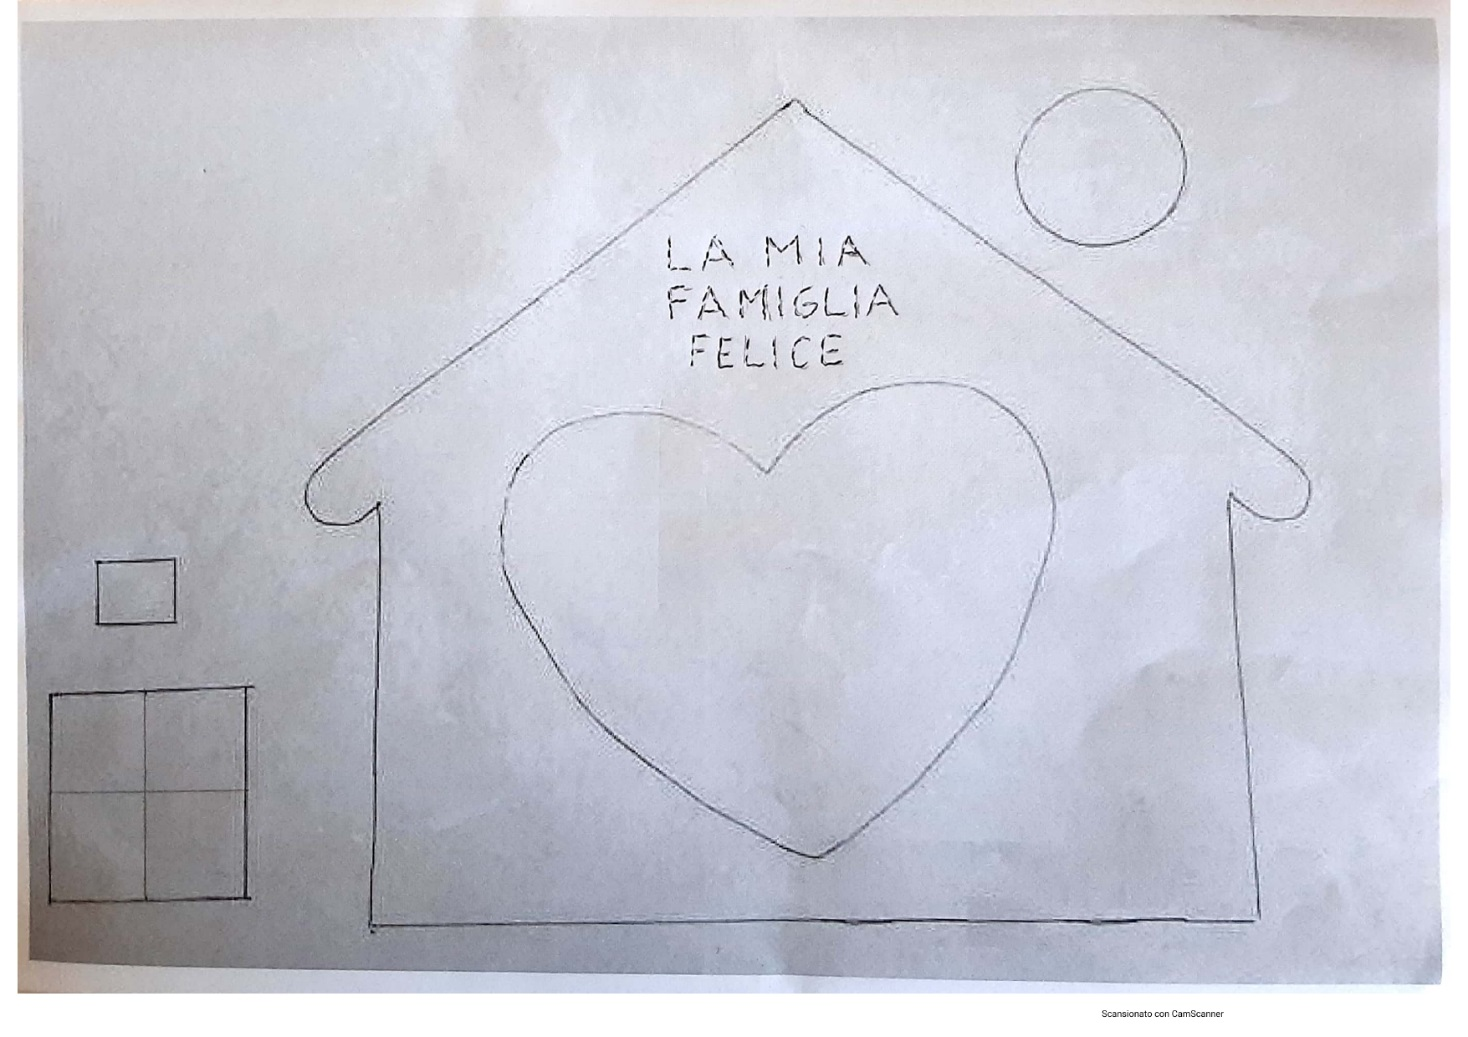 LA MIA
FAMIGLIA
FELICE
Scansionato con CamScanner